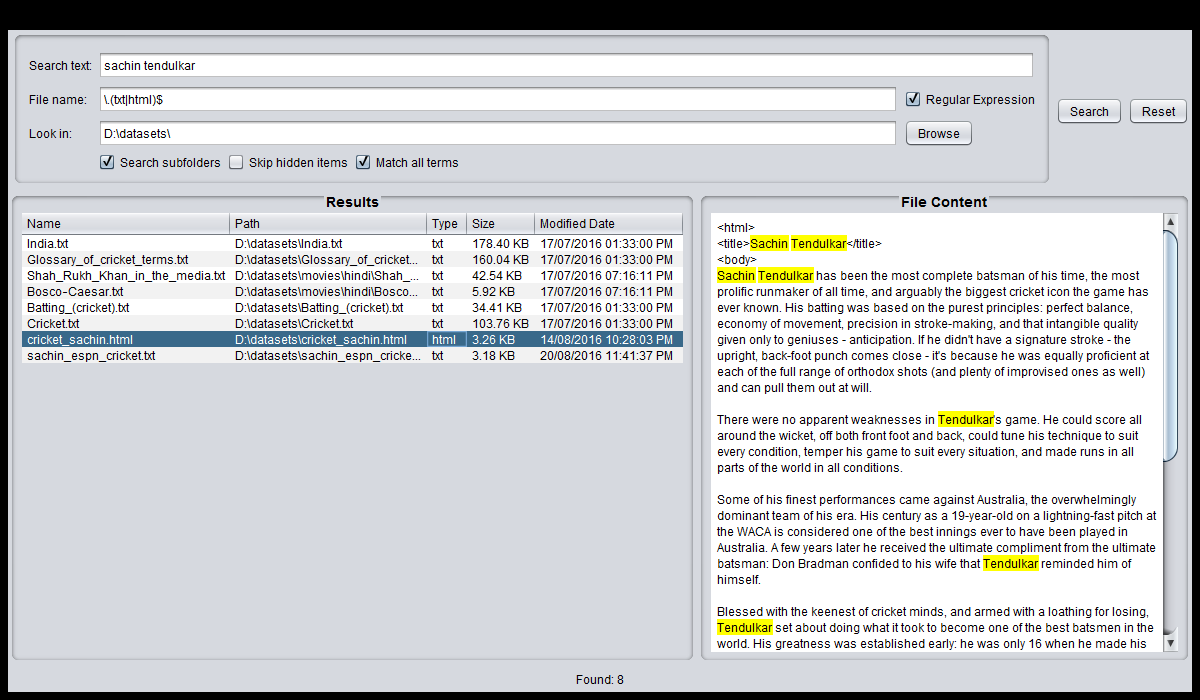 Search text: sachin tendulkar
File name: \.(txt|html)$ Regular Expression
Search Reset
Look in: D:\datasets\ Browse
Search subfolders Skip hidden items Match all terms
Results
Name Path Type Size Modified Date
India.txt D:\datasets\India.txt txt 178.40 KB 17/07/2016 01:33:00 PM
Glossary_of_cricket_terms.txt D:\datasets\Glossary_of_cricket... txt 160.04 KB 17/07/2016 01:33:00 PM
Shah_Rukh_Khan_in_the_media.txt D:\datasets\movies\hindi\Shah_... txt 42.54 KB 17/07/2016 07:16:11 PM
Bosco-Caesar.txt D:\datasets\movies\hindi\Bosco... txt 5.92 KB 17/07/2016 07:16:11 PM
Batting_(cricket).txt D:\datasets\Batting_(cricket).txt txt 34.41 KB 17/07/2016 01:33:00 PM
Cricket.txt D:\datasets\Cricket.txt txt 103.76 KB 17/07/2016 01:33:00 PM
cricket_sachin.html D:\datasets\cricket_sachin.html html 3.26 KB 14/08/2016 10:28:03 PM
sachin_espn_cricket.txt D:\datasets\sachin_espn_cricke... txt 3.18 KB 20/08/2016 11:41:37 PM
File Content
<html>
<title>Sachin Tendulkar</title>
<body>
Sachin Tendulkar has been the most complete batsman of his time, the most
prolific runmaker of all time, and arguably the biggest cricket icon the game has
ever known. His batting was based on the purest principles: perfect balance,
economy of movement, precision in stroke-making, and that intangible quality
given only to geniuses - anticipation. If he didn't have a signature stroke - the
upright, back-foot punch comes close - it's because he was equally proficient at
each of the full range of orthodox shots (and plenty of improvised ones as well)
and can pull them out at will.
There were no apparent weaknesses in Tendulkar's game. He could score all
around the wicket, off both front foot and back, could tune his technique to suit
every condition, temper his game to suit every situation, and made runs in all
parts of the world in all conditions.
Some of his finest performances came against Australia, the overwhelmingly
dominant team of his era. His century as a 19-year-old on a lightning-fast pitch at
the WACA is considered one of the best innings ever to have been played in
Australia. A few years later he received the ultimate compliment from the ultimate
batsman: Don Bradman confided to his wife that Tendulkar reminded him of
himself.
Blessed with the keenest of cricket minds, and armed with a loathing for losing,
Tendulkar set about doing what it took to become one of the best batsmen in the
world. His greatness was established early: he was only 16 when he made his
Found: 8